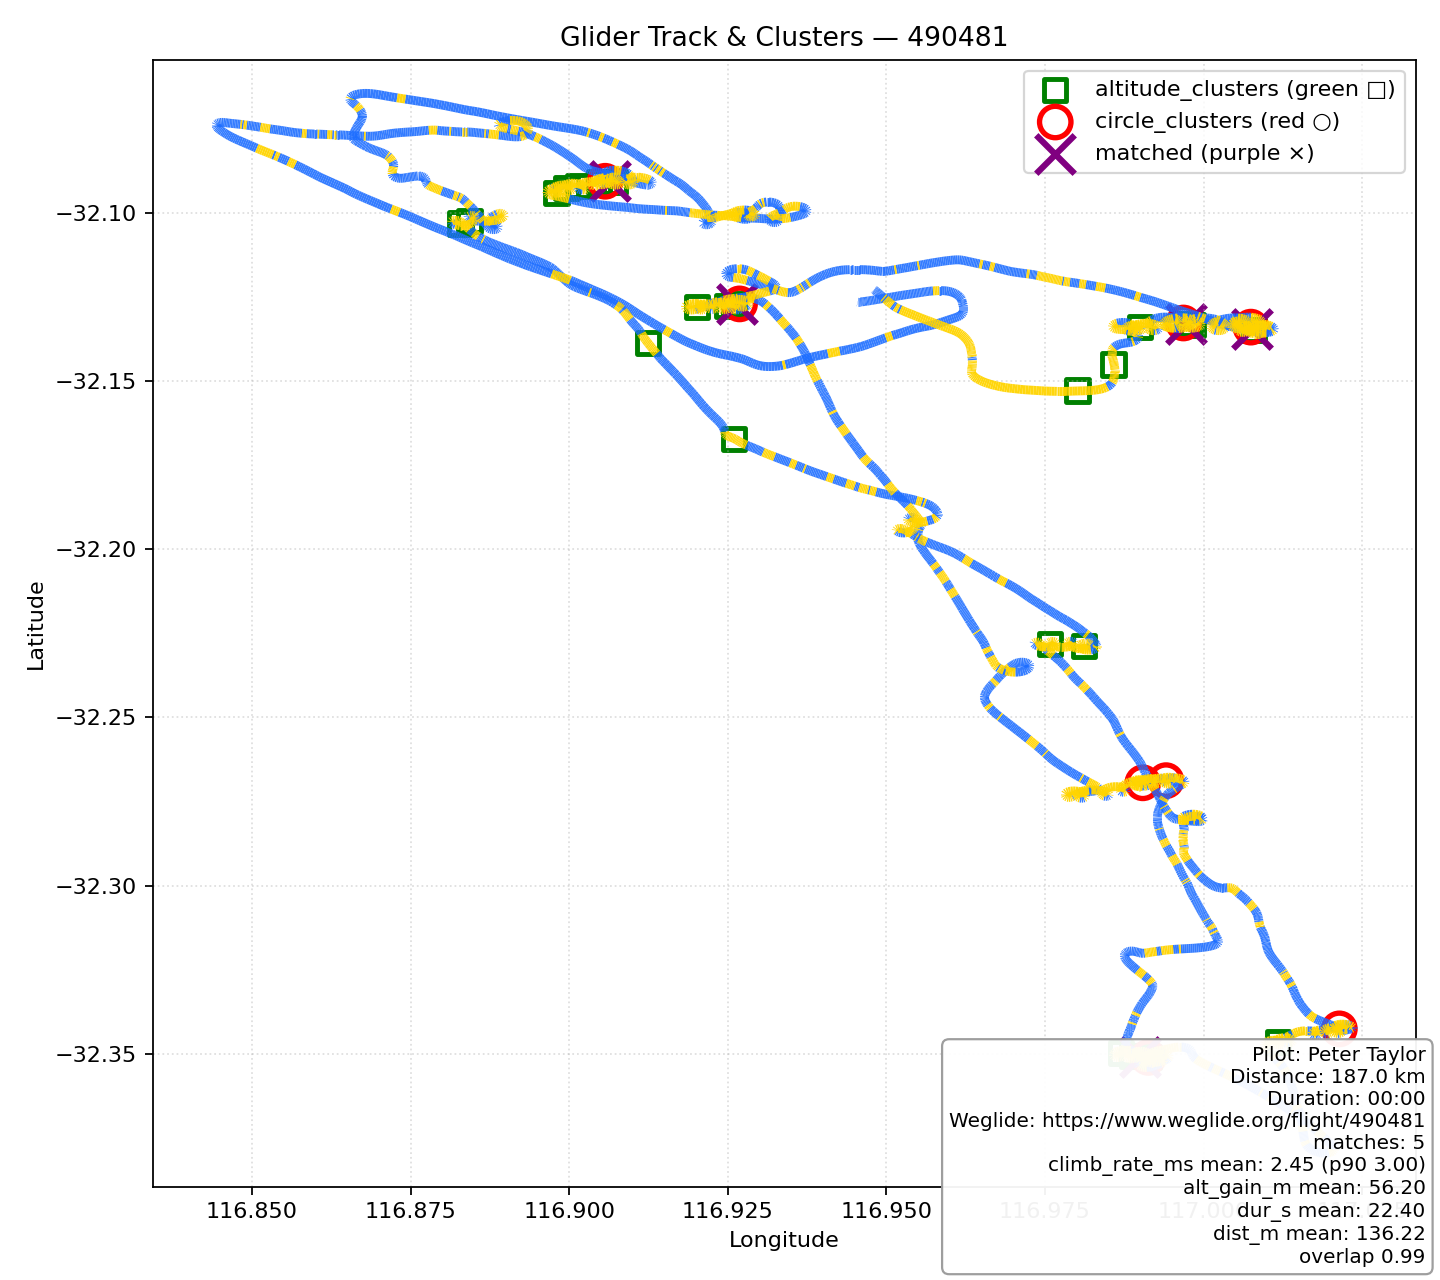 Glider Track & Clusters — 490481
altitude_clusters (green □)
circle_clusters (red ○)
matched (purple ×)
−32.10
−32.15
−32.20
−32.25
−32.30
−32.35
Latitude
116.850
116.875
116.900
116.925
116.950
116.975
Longitude
Pilot: Peter Taylor
Distance: 187.0 km
Duration: 00:00
Weglide: https://www.weglide.org/flight/490481
matches: 5
climb_rate_ms mean: 2.45 (p90 3.00)
alt_gain_m mean: 56.20
dur_s mean: 22.40
dist_m mean: 136.22
overlap 0.99